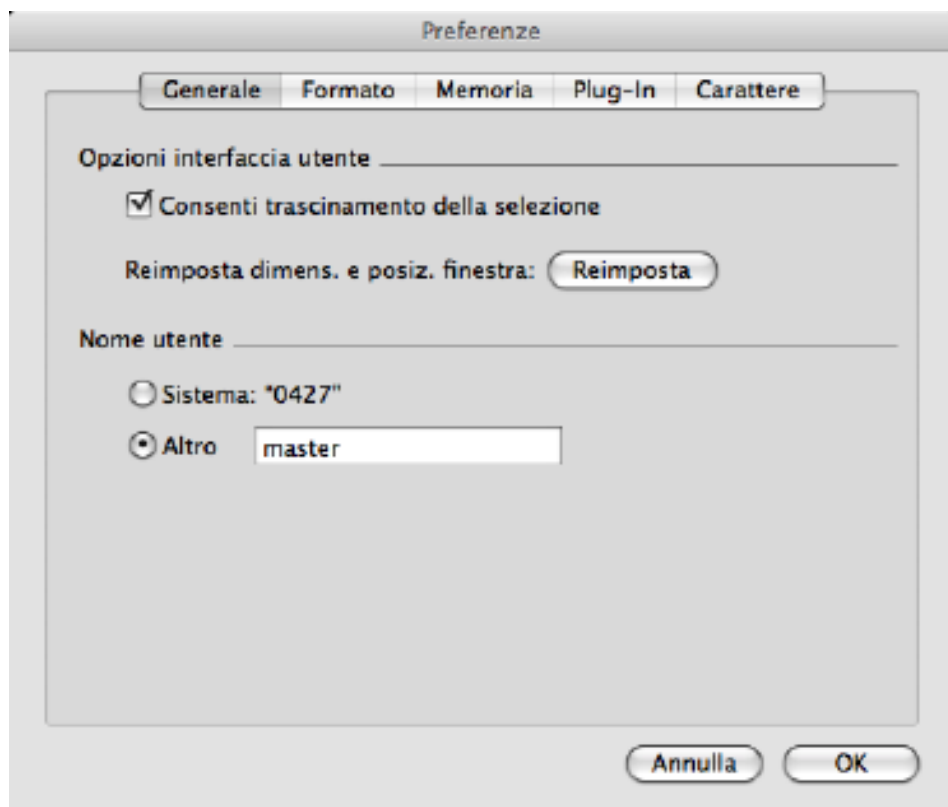 Preferenze
Generale Formato Memoria Plug-In Carattere
Opzioni interfaccia utente
Consenti trascinamento della selezione
Reimposta dimens. e posiz. finestra: Reimposta
Nome utente
Sistema: "0427"
Altro master
Annulla OK